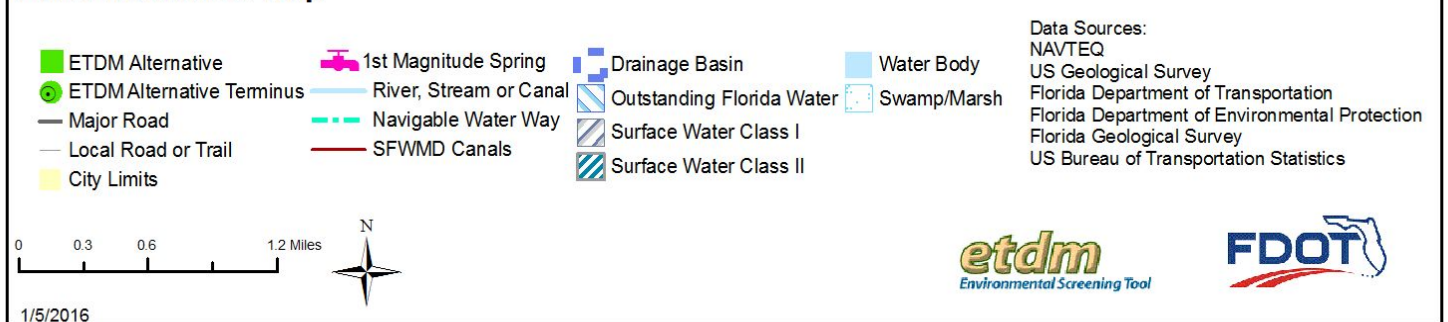 ETDM Alternative
ETDM Alternative Terminus
Major Road
Local Road or Trail
City Limits
1st Magnitude Spring
River, Stream or Canal
Navigable Water Way
SFWMD Canals
Drainage Basin
Outstanding Florida Water
Surface Water Class I
Surface Water Class II
Water Body
Swamp/Marsh
Data Sources:
NAVTEQ
US Geological Survey
Florida Department of Transportation
Florida Department of Environmental Protection
Florida Geological Survey
US Bureau of Transportation Statistics
0 0.3 0.6 1.2 Miles
N
etdm
Environmental Screening Tool
FDOT
1/5/2016